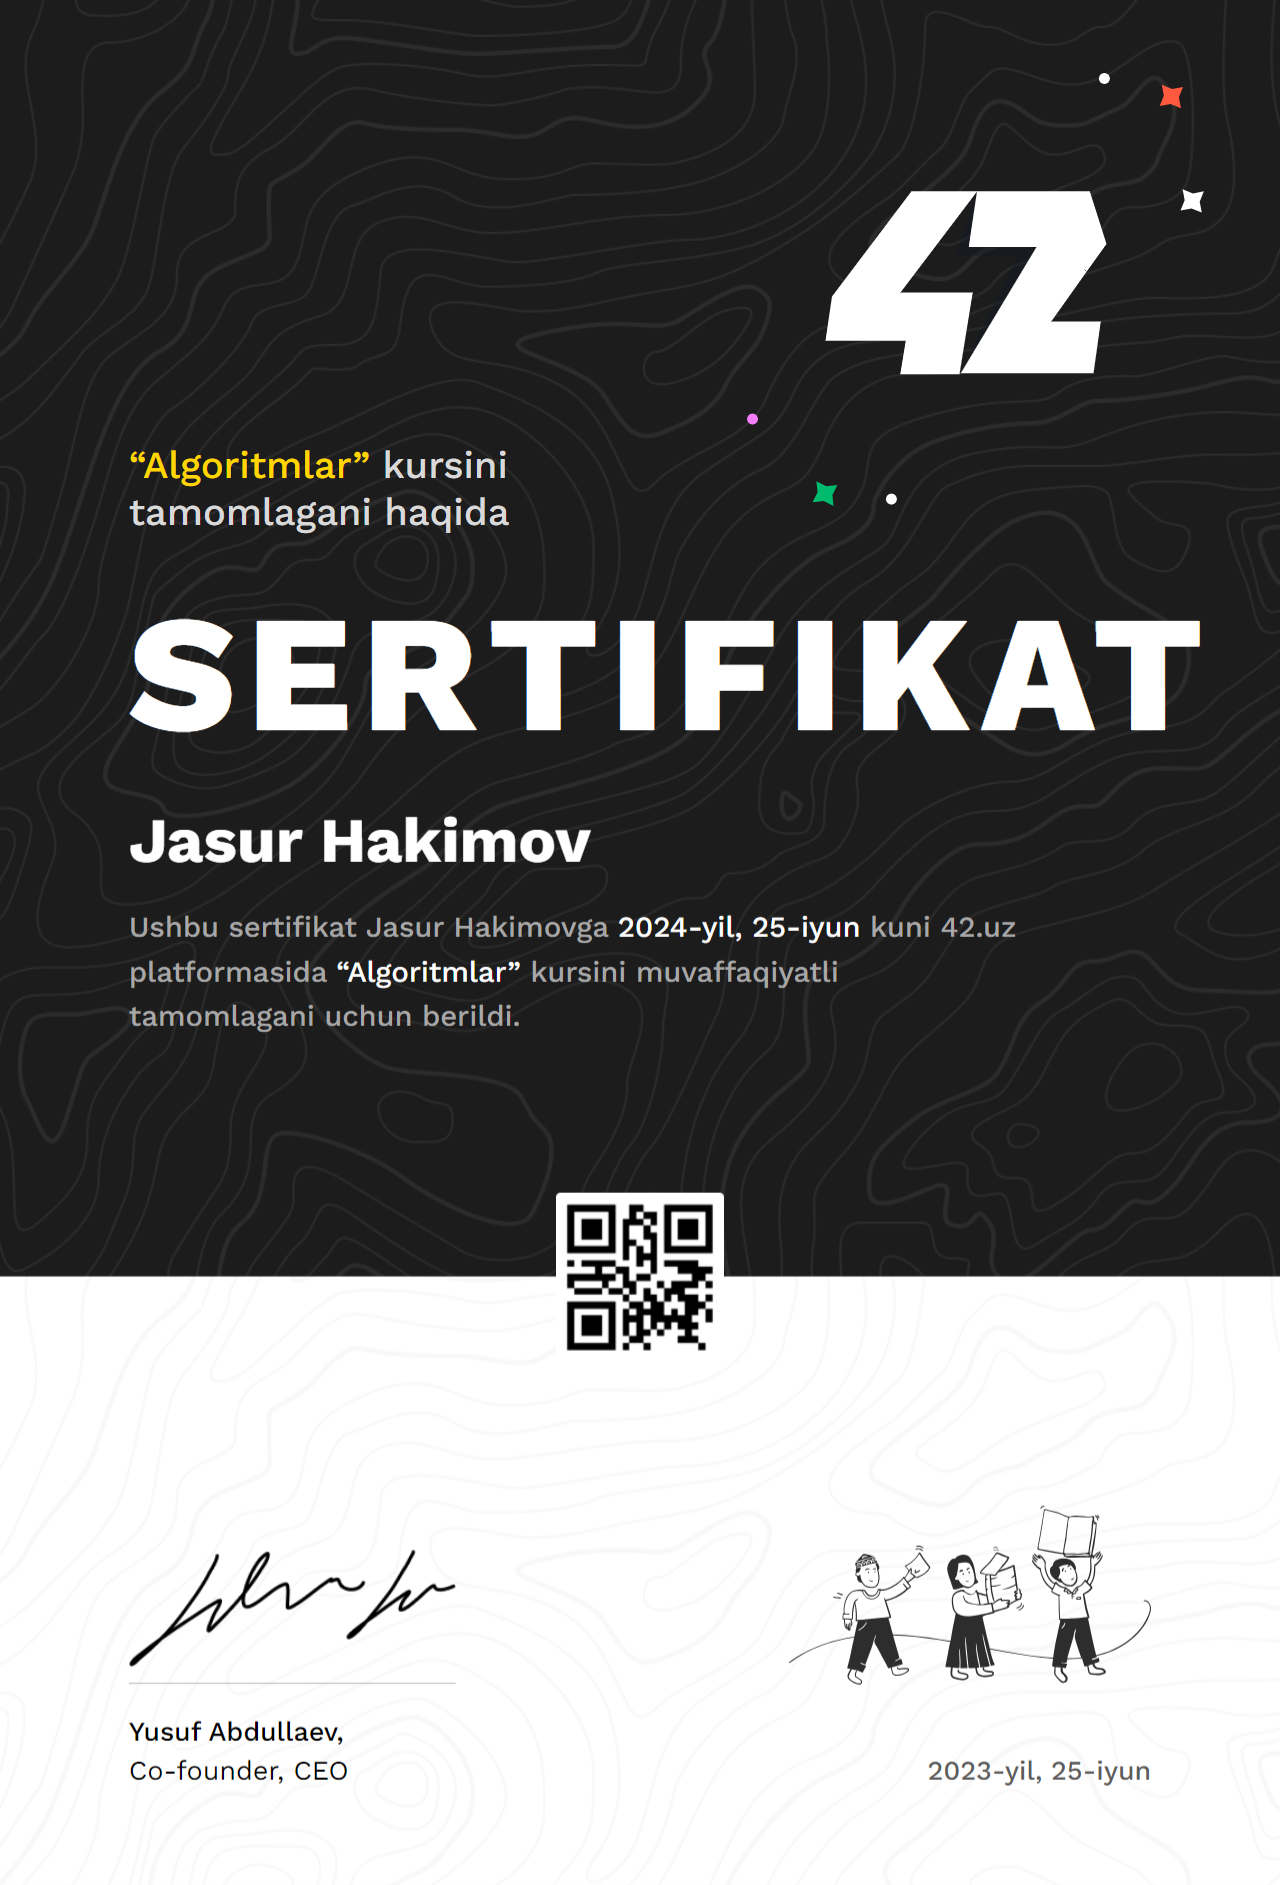 42
“Algoritmlar” kursini
tamomlagani haqida
SERTIFIKAT
Jasur Hakimov
Ushbu sertifikat Jasur Hakimovga 2024-yil, 25-iyun kuni 42.uz
platformasida “Algoritmlar” kursini muvaffaqiyatli
tamomlagani uchun berildi.
Yusuf Abdullaev,
Co-founder, CEO
2023-yil, 25-iyun